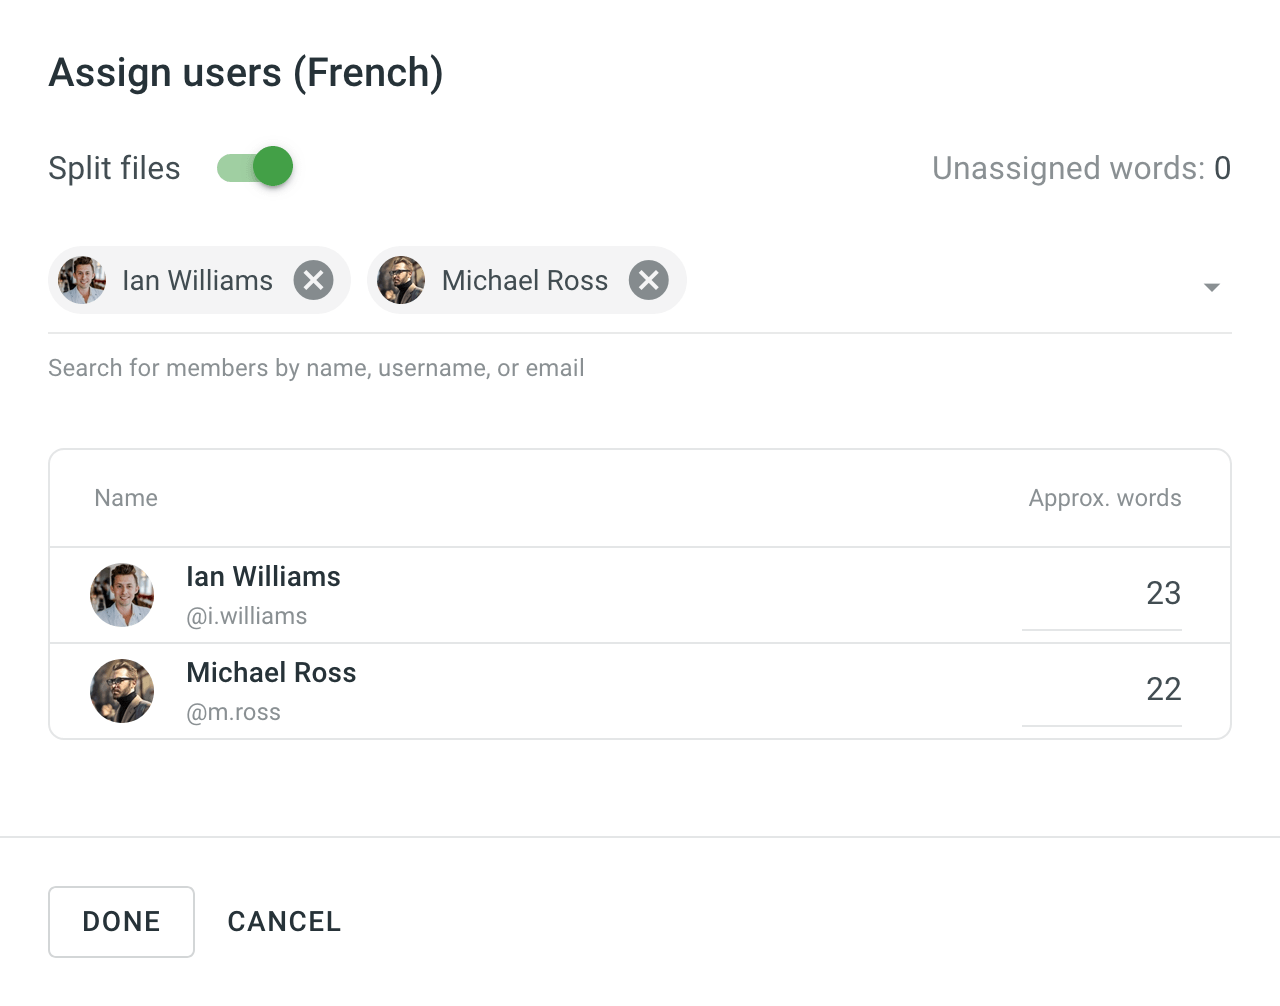 Assign users (French)
Split files
Unassigned words: 0
Ian Williams
Michael Ross
Search for members by name, username, or email
Name
Approx. words
Ian Williams
@i.williams
23
Michael Ross
@m.ross
22
DONE
CANCEL